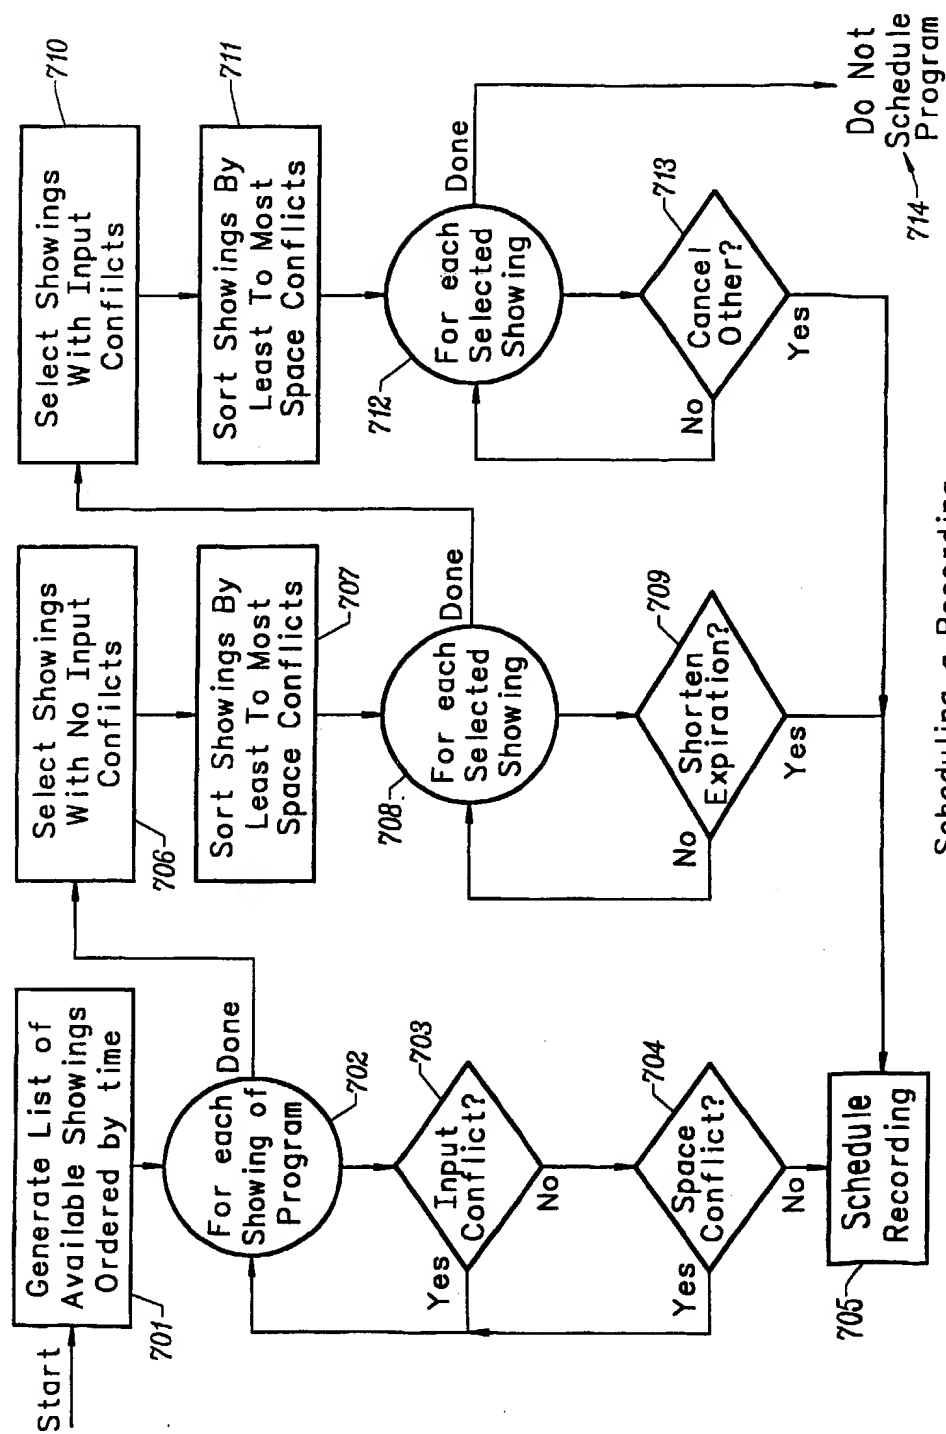 Start
Generate List of
Available Showings
Ordered by time
701
For each
Showing of
Program
702
Done
Input
Conflict?
703
Yes
No
Space
Conflict?
704
Yes
No
Schedule
Recording
705
Select Showings
With No Input
Confilcts
706
Sort Showings By
Least To Most
Space Conflicts
707
For each
Selected
Showing
708
Done
Shorten
Expiration?
709
No
Yes
Select Showings
With Input
Confilcts
710
Sort Showings By
Least To Most
Space Conflicts
711
For each
Selected
Showing
712
Done
Cancel
Other?
713
No
Yes
Do Not
Schedule
Program
714
Scheduling a Recording